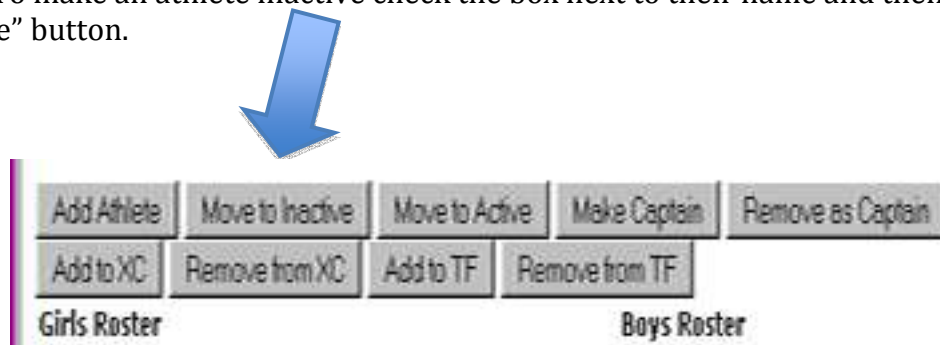 To make an athlete inactive check the box next to their name and then
e” button.
Add Athlete Move to Inactive Move to Active Make Captain Remove as Captain
Add to XC Remove from XC Add to TF Remove from TF
Girls Roster Boys Roster